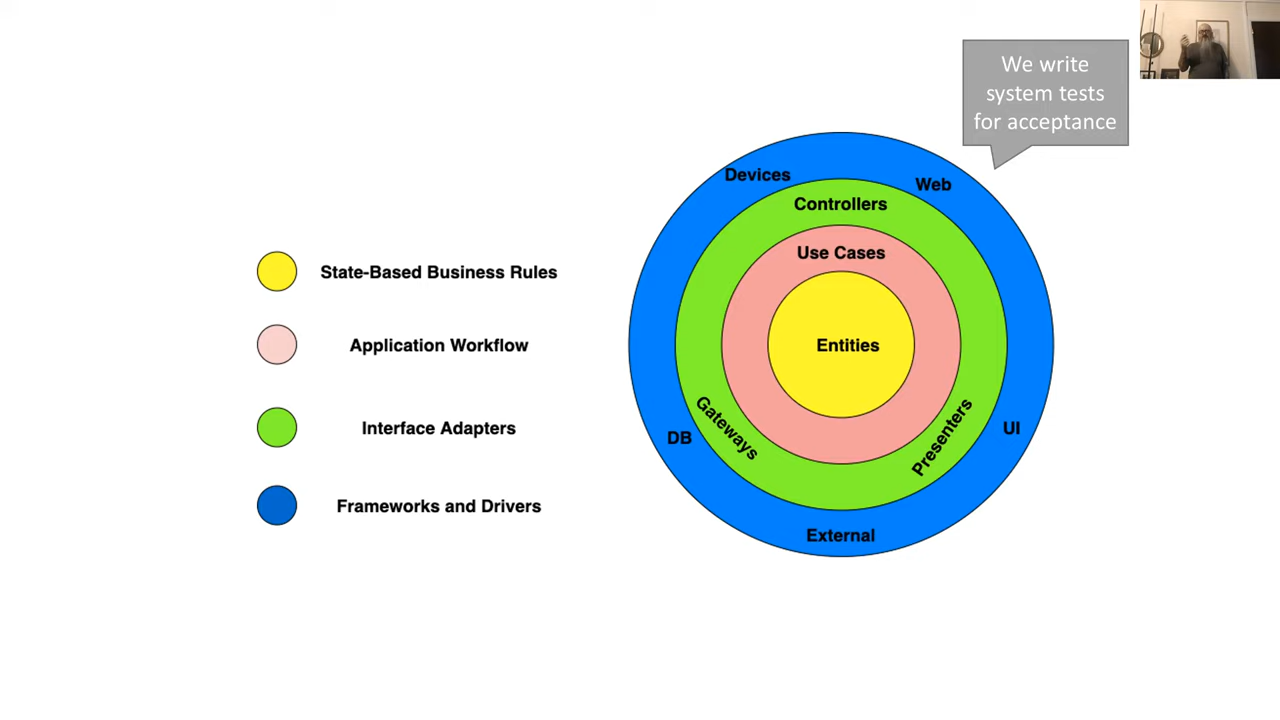 We write
system tests
for acceptance
Devices
Web
Controllers
Use Cases
State-Based Business Rules
Application Workflow
Entities
Interface Adapters
Gateways
Presenters
DB
UI
Frameworks and Drivers
External